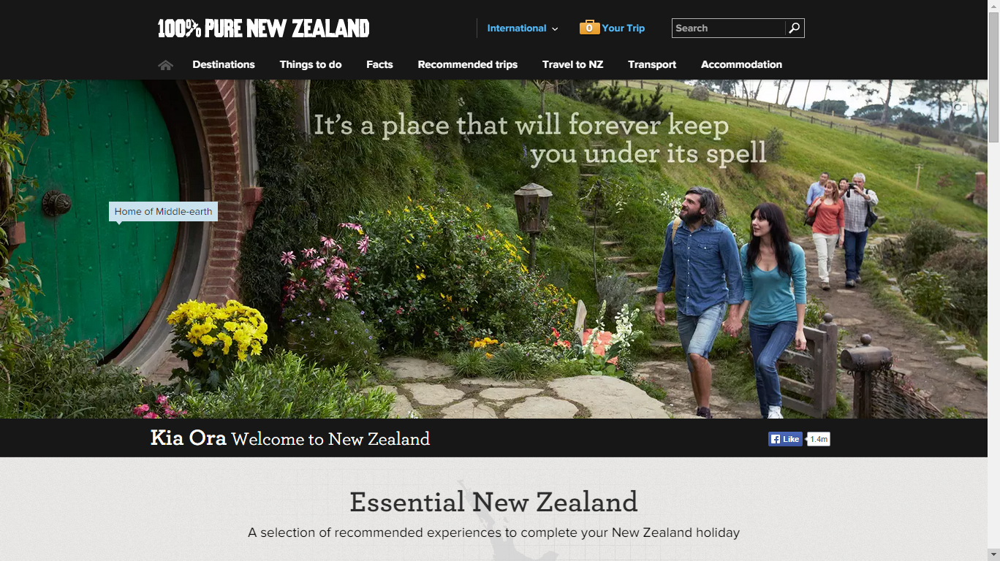 100% PURE NEW ZEALAND
International
0 Your Trip
Search
Destinations Things to do Facts Recommended trips Travel to NZ Transport Accommodation
It's a place that will forever keep
you under its spell
Home of Middle-earth
Kia Ora Welcome to New Zealand
Like 1.4m
Essential New Zealand
A selection of recommended experiences to complete your New Zealand holiday